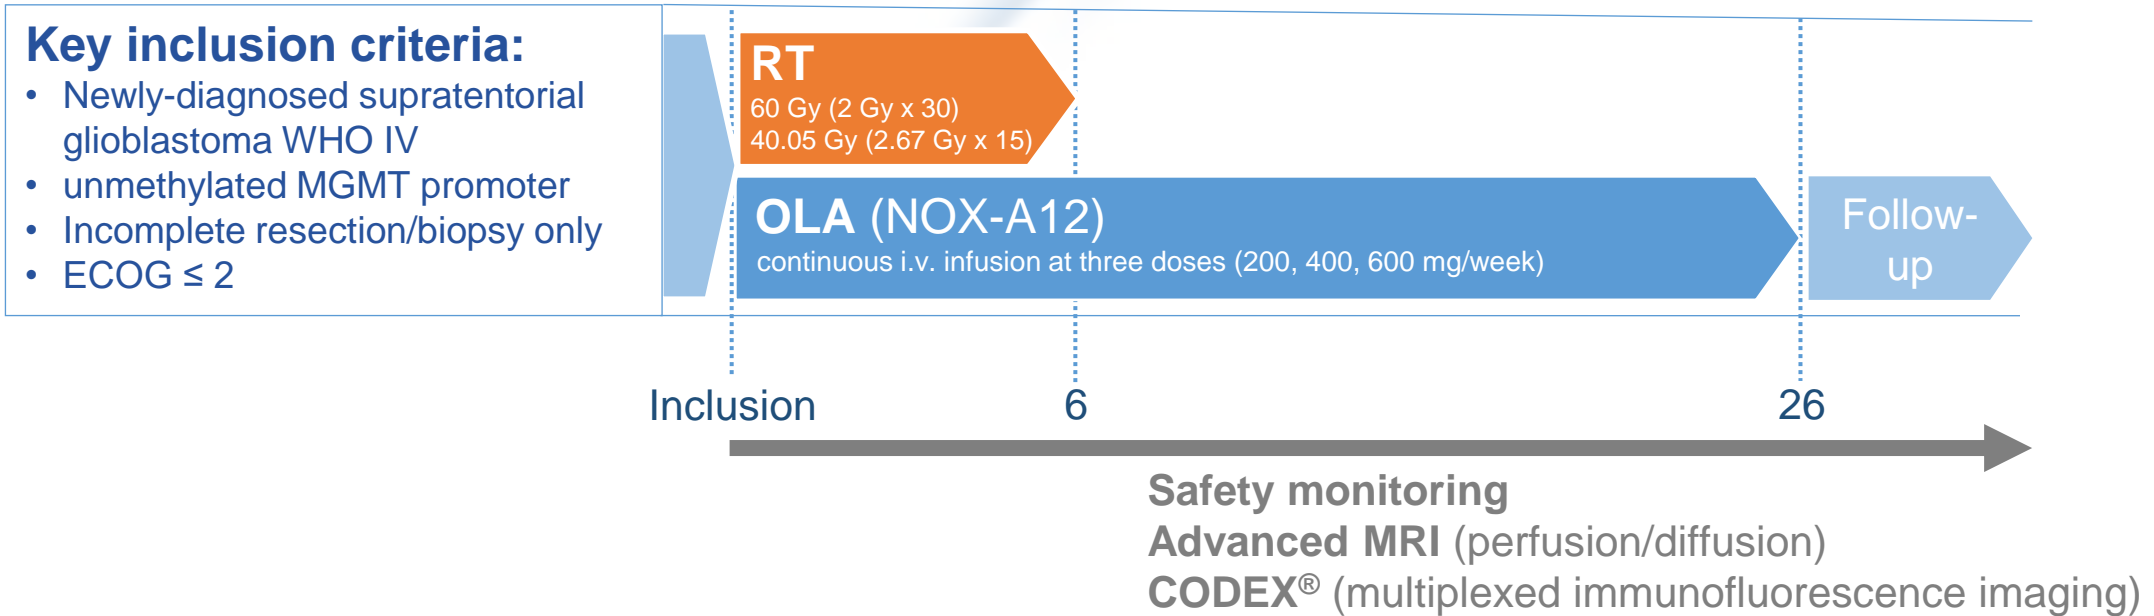 Key inclusion criteria:
• Newly-diagnosed supratentorial
glioblastoma WHO IV
• unmethylated MGMT promoter
• Incomplete resection/biopsy only
• ECOG ≤ 2
RT
60 Gy (2 Gy x 30)
40.05 Gy (2.67 Gy x 15)
OLA (NOX-A12)
continuous i.v. infusion at three doses (200, 400, 600 mg/week)
Follow-
up
Inclusion
6
26
Safety monitoring
Advanced MRI (perfusion/diffusion)
CODEX® (multiplexed immunofluorescence imaging)